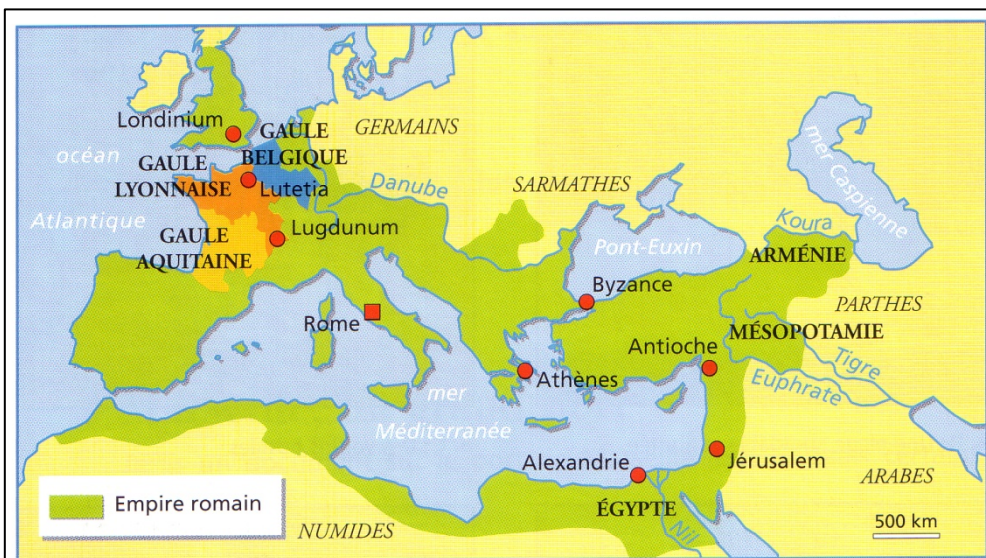 Londinium
GAULE
BELGIQUE
GERMAINS
océan
Atlantique
GAULE
LYONNAISE
Lutetia
Danube
SARMATHES
mer Caspienne
Koura
Lugdunum
GAULE
AQUITAINE
Pont-Euxin
ARMÉNIE
Byzance
PARTHES
Rome
MÉSOPOTAMIE
Antioche
Tigre
Athènes
Euphrate
mer
Méditerranée
Alexandrie
Jérusalem
ARABES
ÉGYPTE
Nil
Empire romain
NUMIDES
500 km